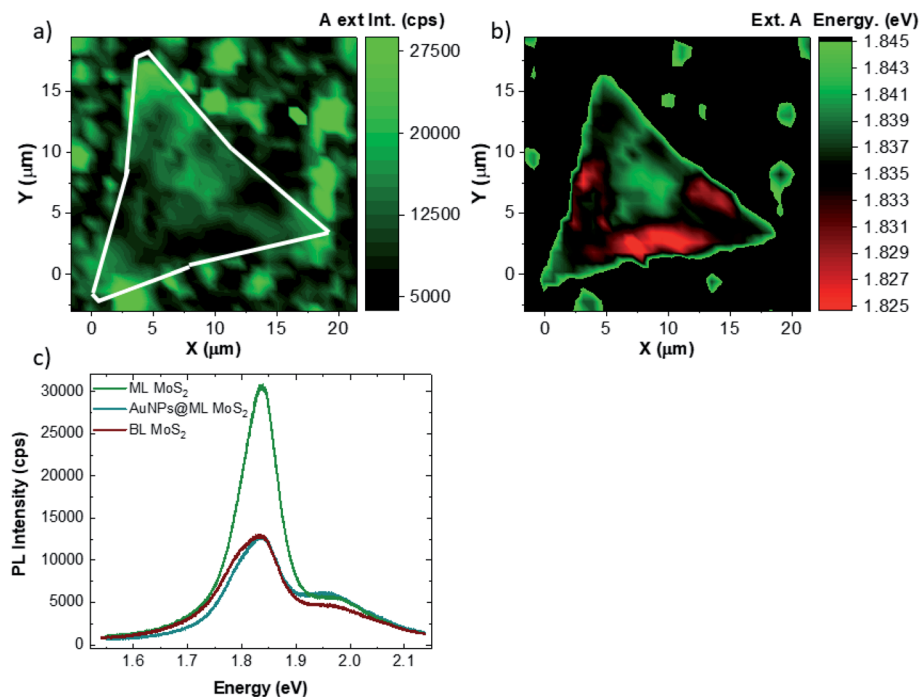 a)
A ext Int. (cps)
27500
20000
12500
5000
15
10
5
0
Y (μm)
0 5 10 15 20
X (μm)
b)
Ext. A Energy. (eV)
1.845
1.845
1.843
1.840
1.838
1.835
1.833
1.831
1.829
1.827
1.825
15
10
5
0
Y (μm)
0 5 10 15 20
X (μm)
c)
ML MoS₂
AuNPs@ML MoS₂
BL MoS₂
30000
25000
20000
15000
10000
5000
0
PL Intensity (cps)
1.6 1.7 1.8 1.9 2.0 2.1
Energy (eV)